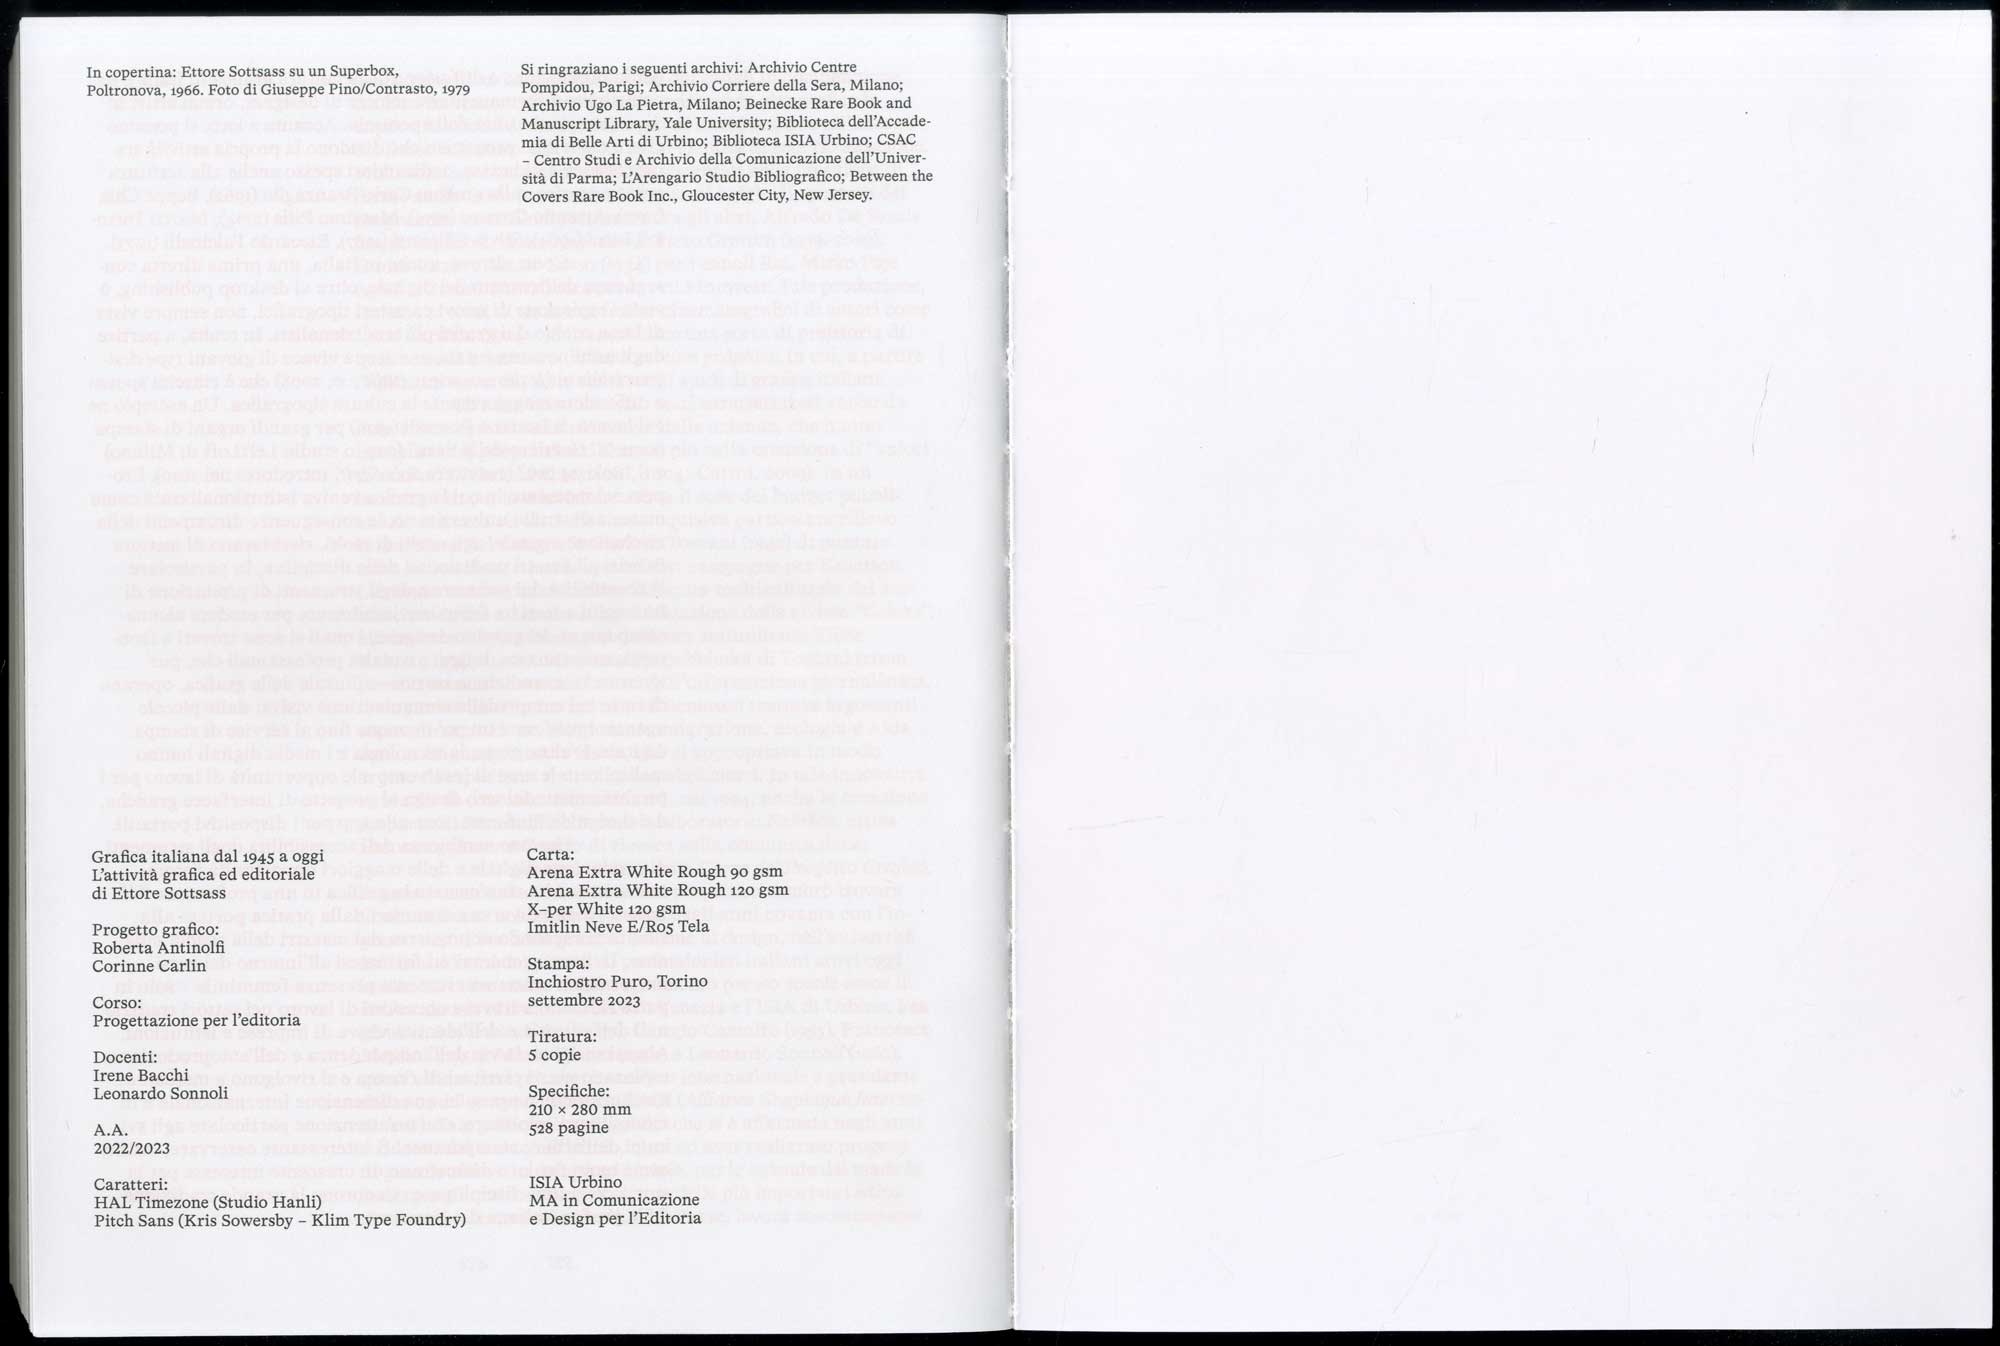 In copertina: Ettore Sottsass su un Superbox,
Poltronova, 1966. Foto di Giuseppe Pino/Contrasto, 1979
Si ringraziano i seguenti archivi: Archivio Centre
Pompidou, Parigi; Archivio Corriere della Sera, Milano;
Archivio Ugo La Pietra, Milano; Beinecke Rare Book and
Manuscript Library, Yale University; Biblioteca dell’Accade-
mia di Belle Arti di Urbino; Biblioteca ISIA Urbino; CSAC
– Centro Studi e Archivio della Comunicazione dell’Univer-
sità di Parma; L’Arengario Studio Bibliografico; Between the
Covers Rare Book Inc., Gloucester City, New Jersey.
Grafica italiana dal 1945 a oggi
L’attività grafica ed editoriale
di Ettore Sottsass
Progetto grafico:
Roberta Antinolfi
Corinne Carlin
Corso:
Progettazione per l’editoria
Docenti:
Irene Bacchi
Leonardo Sonnoli
A.A.
2022/2023
Caratteri:
HAL Timezone (Studio Hanli)
Pitch Sans (Kris Sowersby – Klim Type Foundry)
Carta:
Arena Extra White Rough 90 gsm
Arena Extra White Rough 120 gsm
X-per White 120 gsm
Imitlin Neve E/R05 Tela
Stampa:
Inchiostro Puro, Torino
settembre 2023
Tiratura:
5 copie
Specifiche:
210 × 280 mm
528 pagine
ISIA Urbino
MA in Comunicazione
e Design per l’Editoria